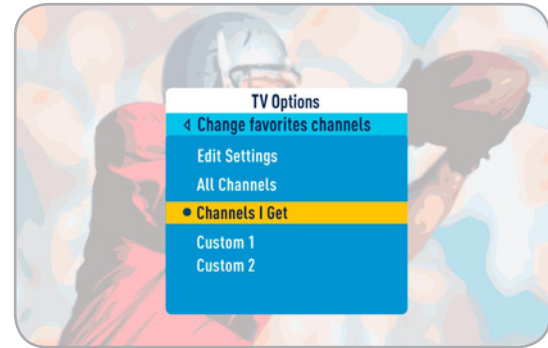 TV Options
Change favorites channels
Edit Settings
All Channels
Channels I Get
Custom 1
Custom 2